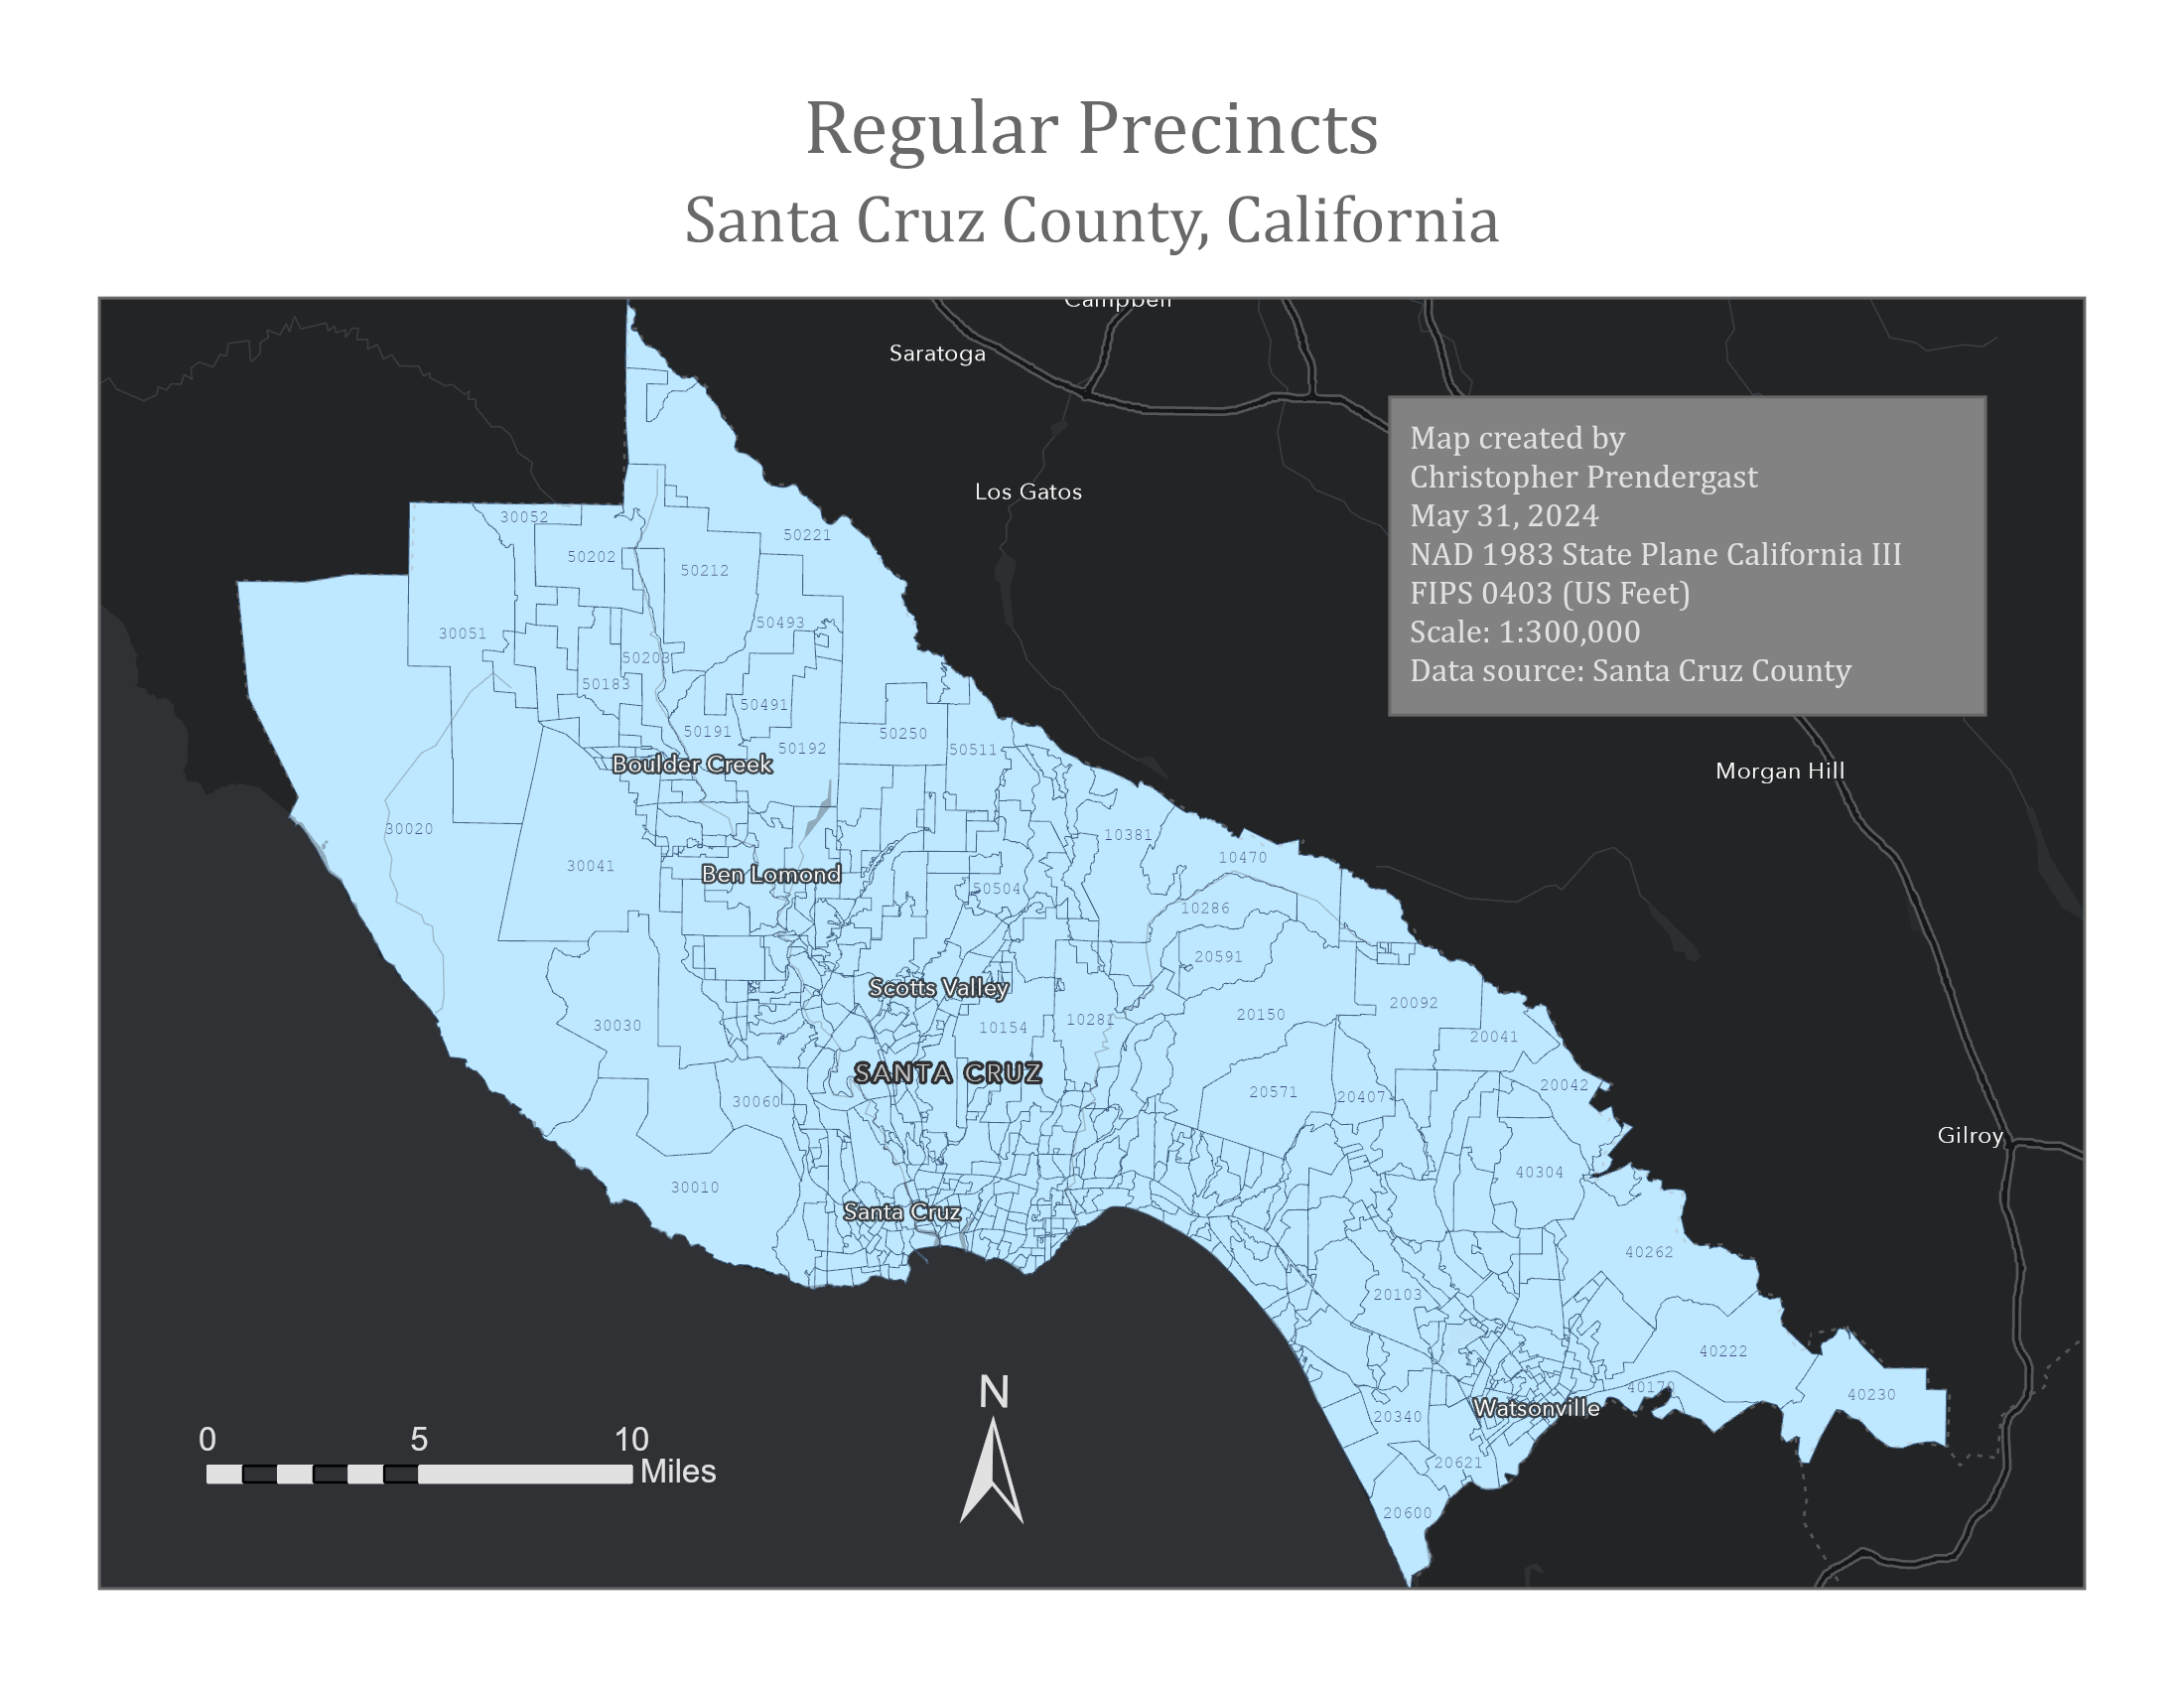 Regular Precincts
Santa Cruz County, California
Saratoga
Map created by
Christopher Prendergast
May 31, 2024
NAD 1983 State Plane California III
FIPS 0403 (US Feet)
Scale: 1:300,000
Data source: Santa Cruz County
Los Gatos
30052
50221
50202
50212
50493
30051
50203
50183
50491
50191
50250
50192
50511
Boulder Creek
Morgan Hill
30020
10381
10470
30041
Ben Lomond
50504
10286
20591
Scotts Valley
20092
20150
10281
30030
10154
20041
SANTA CRUZ
20042
20571
20407
30060
Gilroy
40304
30010
Santa Cruz
40262
20103
40222
40170
40230
N
Watsonville
20340
0 5 10
Miles
20621
20600